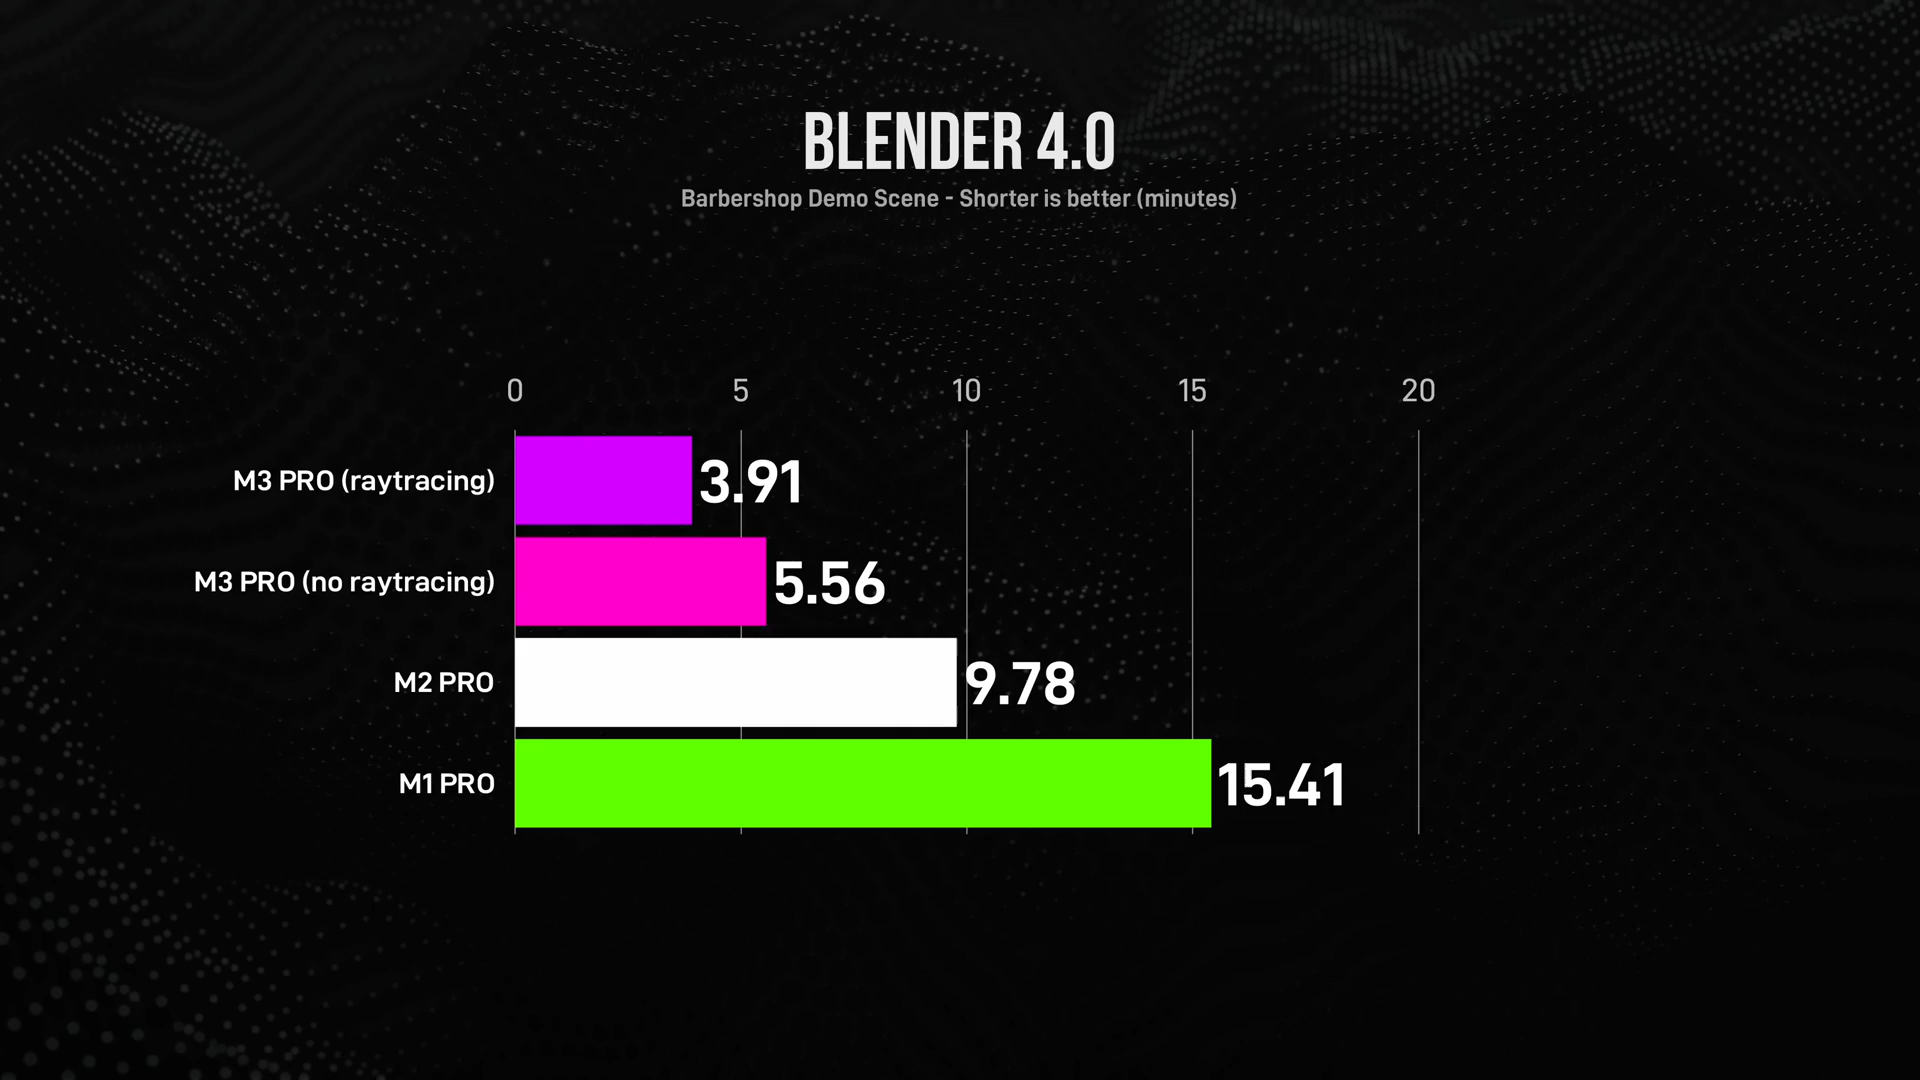 BLENDER 4.0
Barbershop Demo Scene - Shorter is better (minutes)
0 5 10 15 20
M3 PRO (raytracing) 3.91
M3 PRO (no raytracing) 5.56
M2 PRO 9.78
M1 PRO 15.41